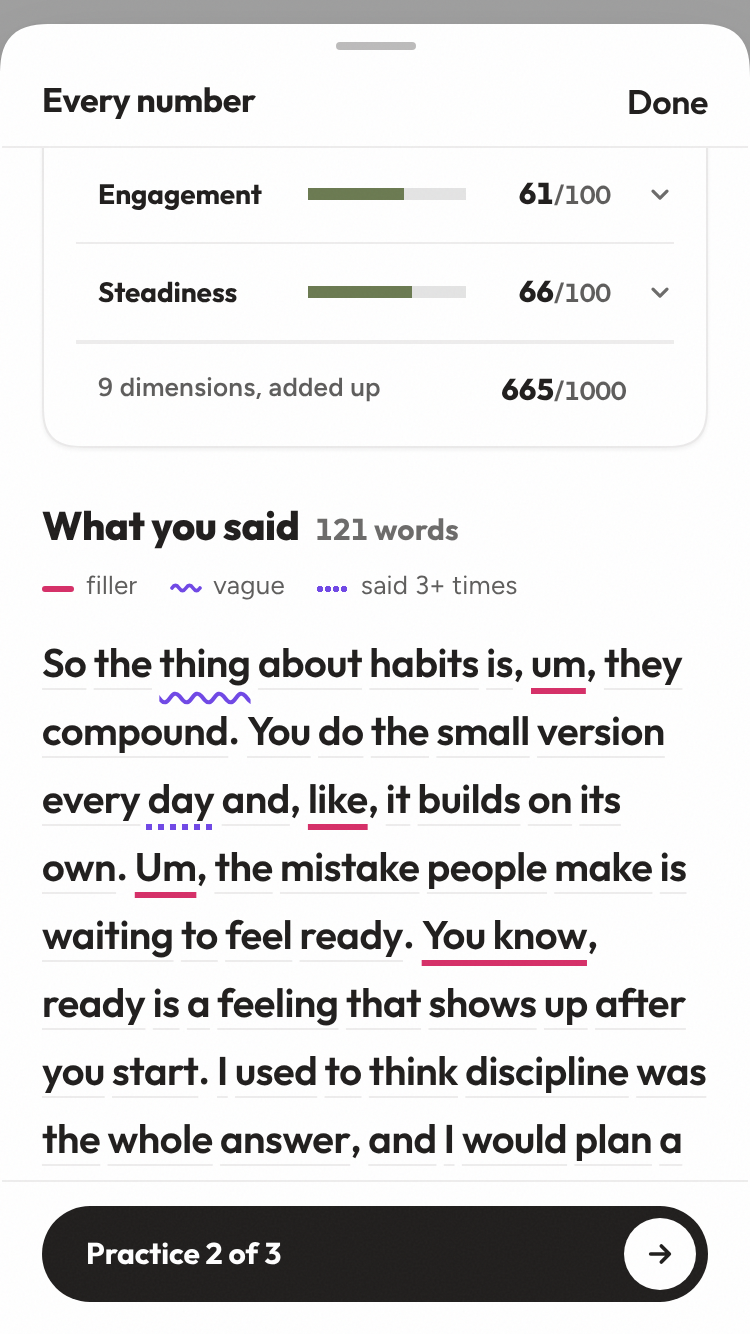 Every number
Done
Engagement 61/100
Steadiness 66/100
9 dimensions, added up 665/1000
What you said 121 words
filler vague said 3+ times
So the thing about habits is, um, they
compound. You do the small version
every day and, like, it builds on its
own. Um, the mistake people make is
waiting to feel ready. You know,
ready is a feeling that shows up after
you start. I used to think discipline was
the whole answer, and I would plan a
Practice 2 of 3